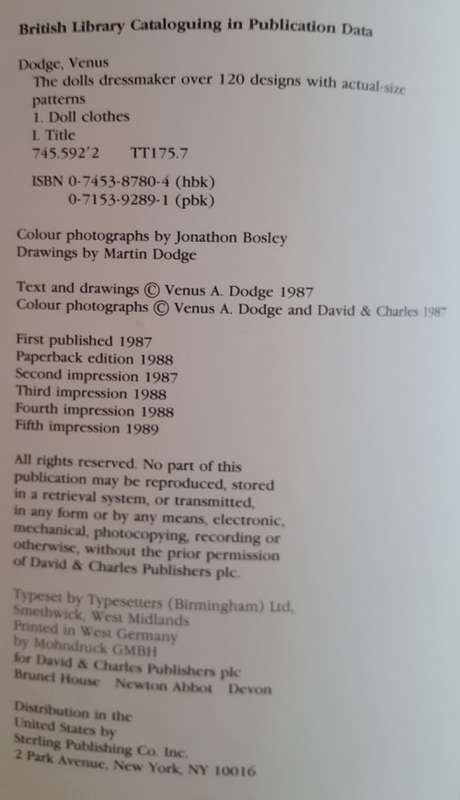 British Library Cataloguing in Publication Data
Dodge, Venus
The dolls dressmaker over 120 designs with actual-size
patterns
1. Doll clothes
I. Title
745.592'2 TT175.7
ISBN 0-7453-8780-4 (hbk)
0-7153-9289-1 (pbk)
Colour photographs by Jonathon Bosley
Drawings by Martin Dodge
Text and drawings © Venus A. Dodge 1987
Colour photographs © Venus A. Dodge and David & Charles 1987
First published 1987
Paperback edition 1988
Second impression 1987
Third impression 1988
Fourth impression 1988
Fifth impression 1989
All rights reserved. No part of this
publication may be reproduced, stored
in a retrieval system, or transmitted,
in any form or by any means, electronic,
mechanical, photocopying, recording or
otherwise, without the prior permission
of David & Charles Publishers plc.
Typeset by Typesetters (Birmingham) Ltd,
Smethwick, West Midlands
Printed in West Germany
by Mohndruck GMBH
for David & Charles Publishers plc
Brunel House Newton Abbot Devon
Distribution in the
United States by
Sterling Publishing Co. Inc.
2 Park Avenue, New York, NY 10016